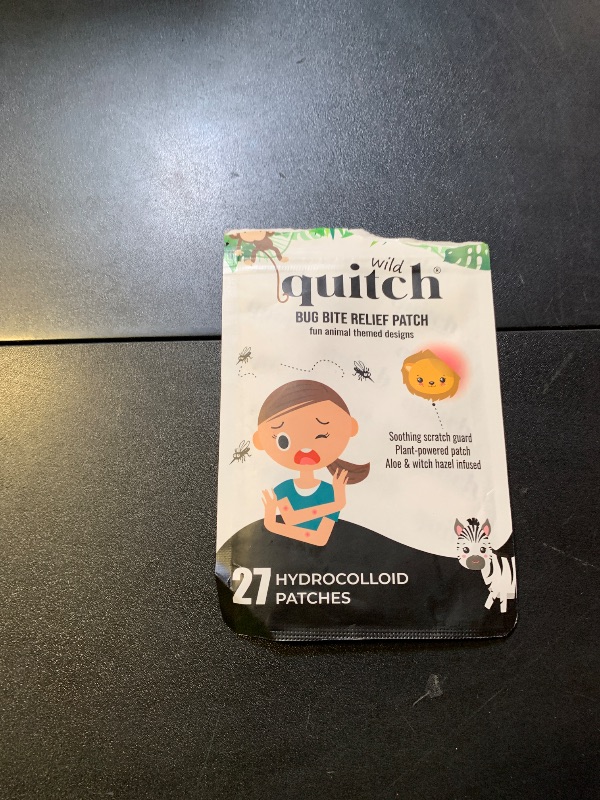 wild
quitch®
BUG BITE RELIEF PATCH
fun animal themed designs
Soothing scratch guard
Plant-powered patch
Aloe & witch hazel infused
27 HYDROCOLLOID
PATCHES